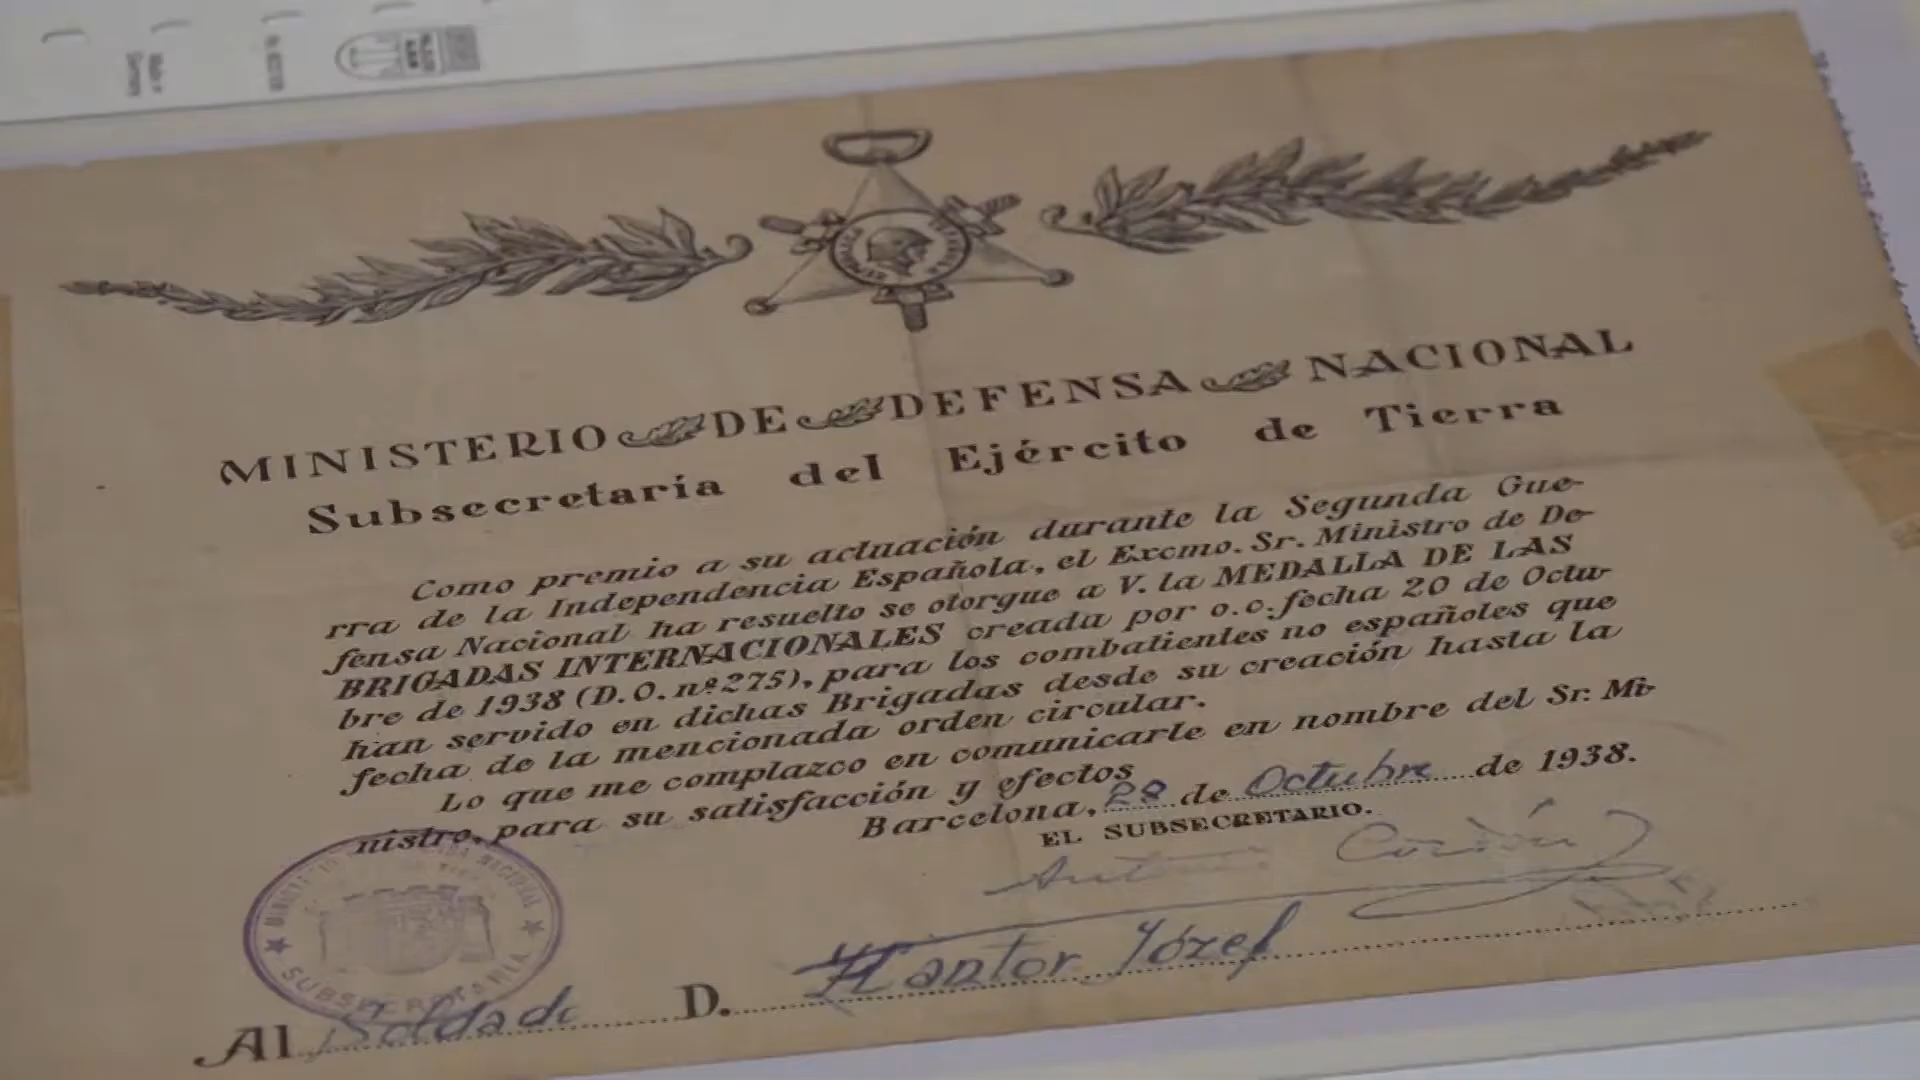 MINISTERIO DE DEFENSA NACIONAL
Subsecretaría del Ejército de Tierra
Como premio a su actuación durante la Segunda Gue-
rra de la Independencia Española, el Excmo. Sr. Ministro de De-
fensa Nacional ha resuelto se otorgue a V. la MEDALLA DE LAS
BRIGADAS INTERNACIONALES creada por o.c. fecha 20 de Octu-
bre de 1938 (D.O. nº 275), para los combatientes no españoles que
han servido en dichas Brigadas desde su creación hasta la
fecha de la mencionada orden circular.
Lo que me complazco en comunicarle en nombre del Sr. Mi-
nistro, para su satisfacción y efectos
Barcelona, 28 de Octubre de 1938.
EL SUBSECRETARIO.
Antonio Cordón
SUBSECRETARIA
Al Soldado D. Kantor Józef